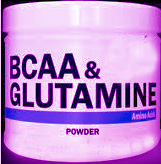 BCAA &
GLUTAMINE
Amino Acids
POWDER